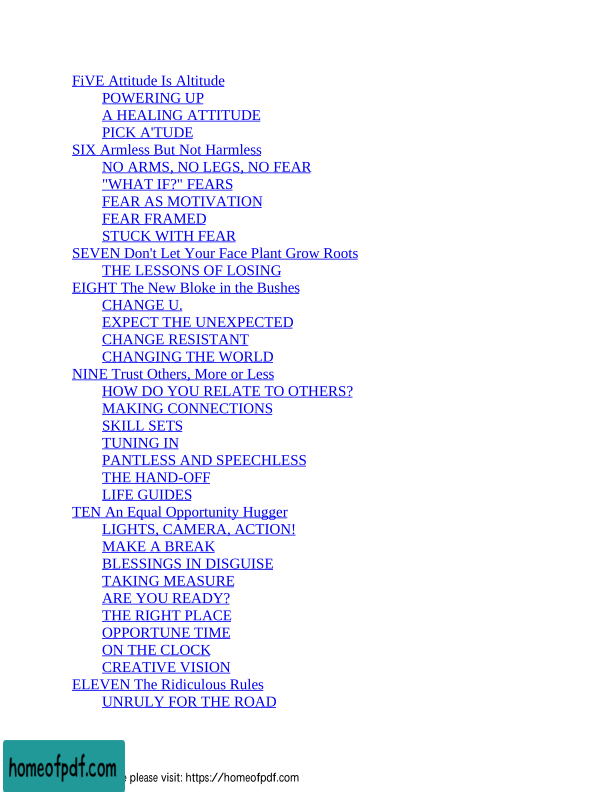 FiVE Attitude Is Altitude
POWERING UP
A HEALING ATTITUDE
PICK A'TUDE
SIX Armless But Not Harmless
NO ARMS, NO LEGS, NO FEAR
"WHAT IF?" FEARS
FEAR AS MOTIVATION
FEAR FRAMED
STUCK WITH FEAR
SEVEN Don't Let Your Face Plant Grow Roots
THE LESSONS OF LOSING
EIGHT The New Bloke in the Bushes
CHANGE U.
EXPECT THE UNEXPECTED
CHANGE RESISTANT
CHANGING THE WORLD
NINE Trust Others, More or Less
HOW DO YOU RELATE TO OTHERS?
MAKING CONNECTIONS
SKILL SETS
TUNING IN
PANTLESS AND SPEECHLESS
THE HAND-OFF
LIFE GUIDES
TEN An Equal Opportunity Hugger
LIGHTS, CAMERA, ACTION!
MAKE A BREAK
BLESSINGS IN DISGUISE
TAKING MEASURE
ARE YOU READY?
THE RIGHT PLACE
OPPORTUNE TIME
ON THE CLOCK
CREATIVE VISION
ELEVEN The Ridiculous Rules
UNRULY FOR THE ROAD
homeofpdf.com please visit: https://homeofpdf.com